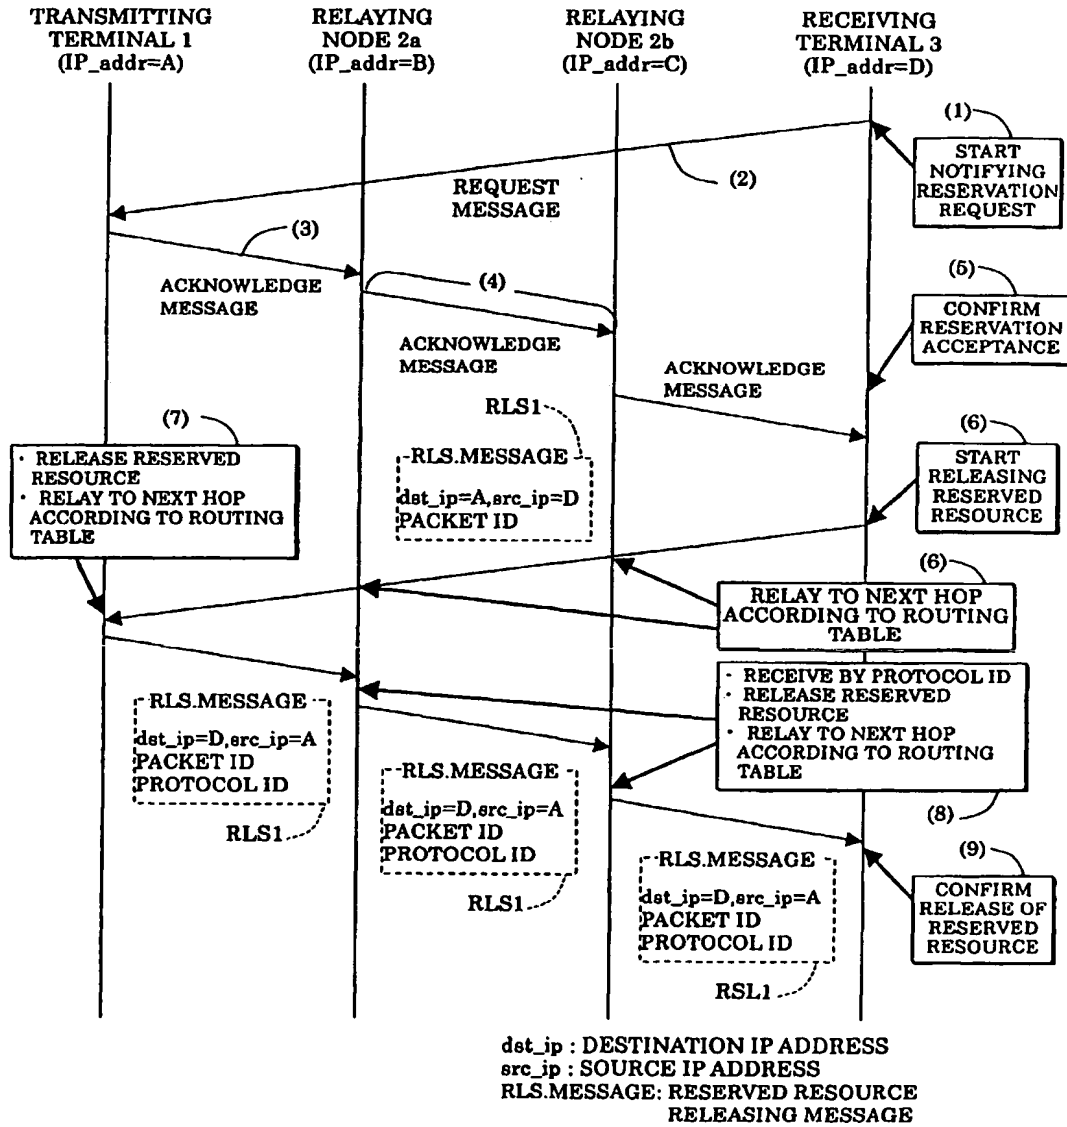 TRANSMITTING
TERMINAL 1
(IP_addr=A)
RELAYING
NODE 2a
(IP_addr=B)
RELAYING
NODE 2b
(IP_addr=C)
RECEIVING
TERMINAL 3
(IP_addr=D)
(1)
START
NOTIFYING
RESERVATION
REQUEST
(2)
REQUEST
MESSAGE
(3)
ACKNOWLEDGE
MESSAGE
(4)
ACKNOWLEDGE
MESSAGE
(5)
CONFIRM
RESERVATION
ACCEPTANCE
ACKNOWLEDGE
MESSAGE
RLS1
(7)
· RELEASE RESERVED
RESOURCE
· RELAY TO NEXT HOP
ACCORDING TO ROUTING
TABLE
RLS.MESSAGE
dst_ip=A,src_ip=D
PACKET ID
(6)
START
RELEASING
RESERVED
RESOURCE
(6)
RELAY TO NEXT HOP
ACCORDING TO ROUTING
TABLE
· RECEIVE BY PROTOCOL ID
· RELEASE RESERVED
RESOURCE
· RELAY TO NEXT HOP
ACCORDING TO ROUTING
TABLE
(8)
RLS.MESSAGE
dst_ip=D,src_ip=A
PACKET ID
PROTOCOL ID
RLS1
RLS.MESSAGE
dst_ip=D,src_ip=A
PACKET ID
PROTOCOL ID
RLS1
RLS.MESSAGE
dst_ip=D,src_ip=A
PACKET ID
PROTOCOL ID
RSL1
(9)
CONFIRM
RELEASE OF
RESERVED
RESOURCE
dst_ip : DESTINATION IP ADDRESS
src_ip : SOURCE IP ADDRESS
RLS.MESSAGE: RESERVED RESOURCE
RELEASING MESSAGE